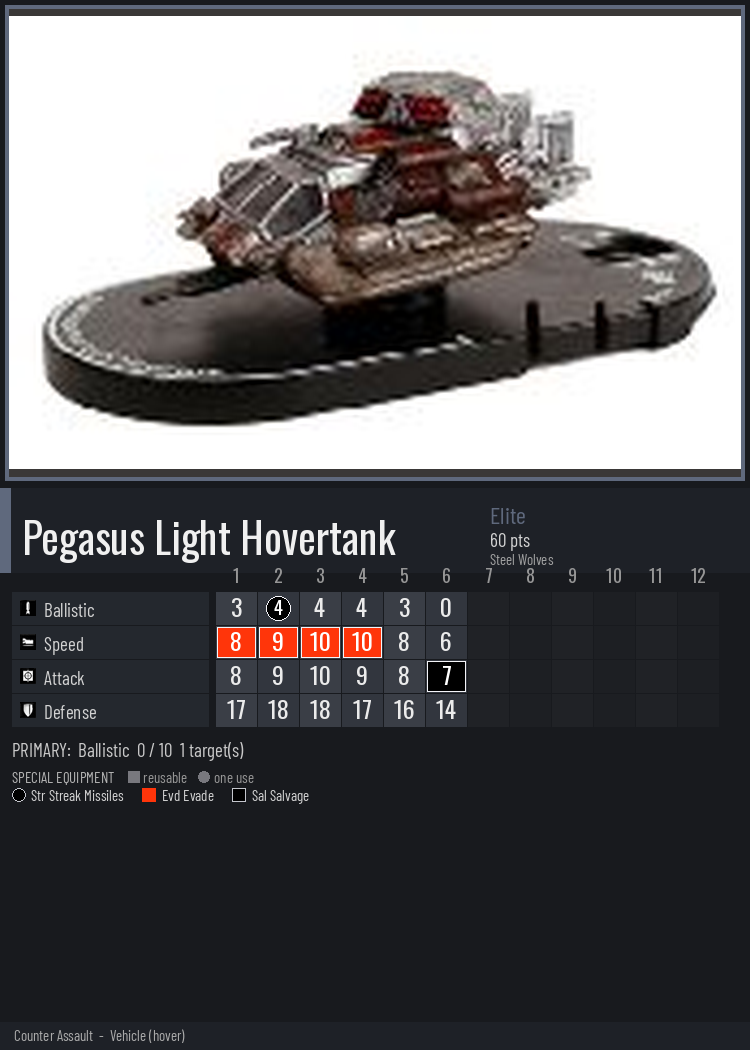 Pegasus Light Hovertank
Elite
60 pts
Steel Wolves
1 2 3 4 5 6 7 8 9 10 11 12
Ballistic 3 4 4 4 3 0
Speed 8 9 10 10 8 6
Attack 8 9 10 9 8 7
Defense 17 18 18 17 16 14
PRIMARY: Ballistic 0 / 10 1 target(s)
SPECIAL EQUIPMENT reusable one use
Str Streak Missiles Evd Evade Sal Salvage
Counter Assault - Vehicle (hover)